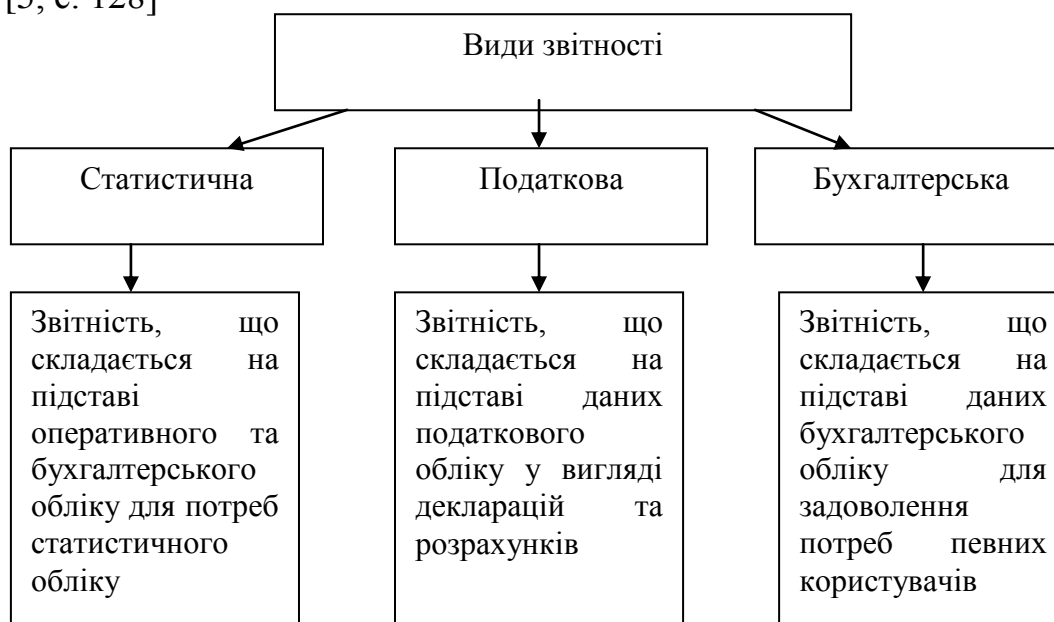 [5, с. 128]
Види звітності
Статистична
Податкова
Бухгалтерська
Звітність, що
складається на
підставі
оперативного та
бухгалтерського
обліку для потреб
статистичного
обліку
Звітність, що
складається на
підставі даних
податкового
обліку у вигляді
декларацій та
розрахунків
Звітність, що
складається на
підставі даних
бухгалтерського
обліку для
задоволення
потреб певних
користувачів